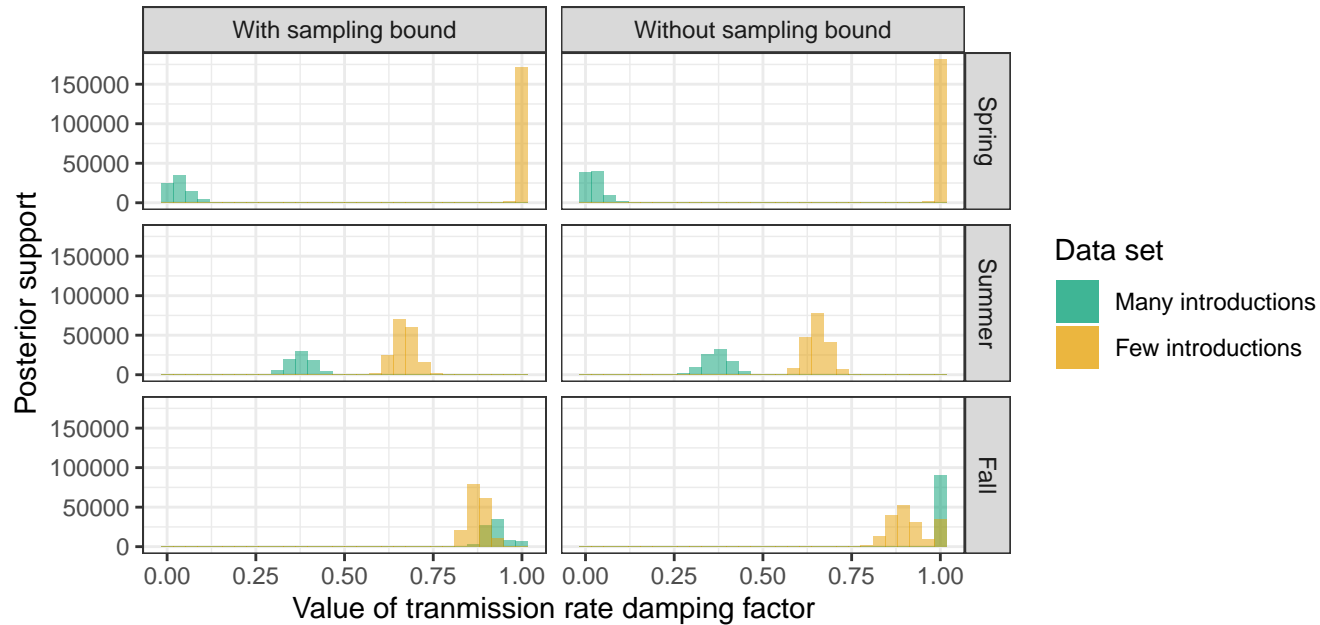 With sampling bound
Without sampling bound
150000
100000
50000
0
Spring
150000
100000
50000
0
Summer
150000
100000
50000
0
Fall
Posterior support
0.00 0.25 0.50 0.75 1.00
0.00 0.25 0.50 0.75 1.00
Value of tranmission rate damping factor
Data set
Many introductions
Few introductions